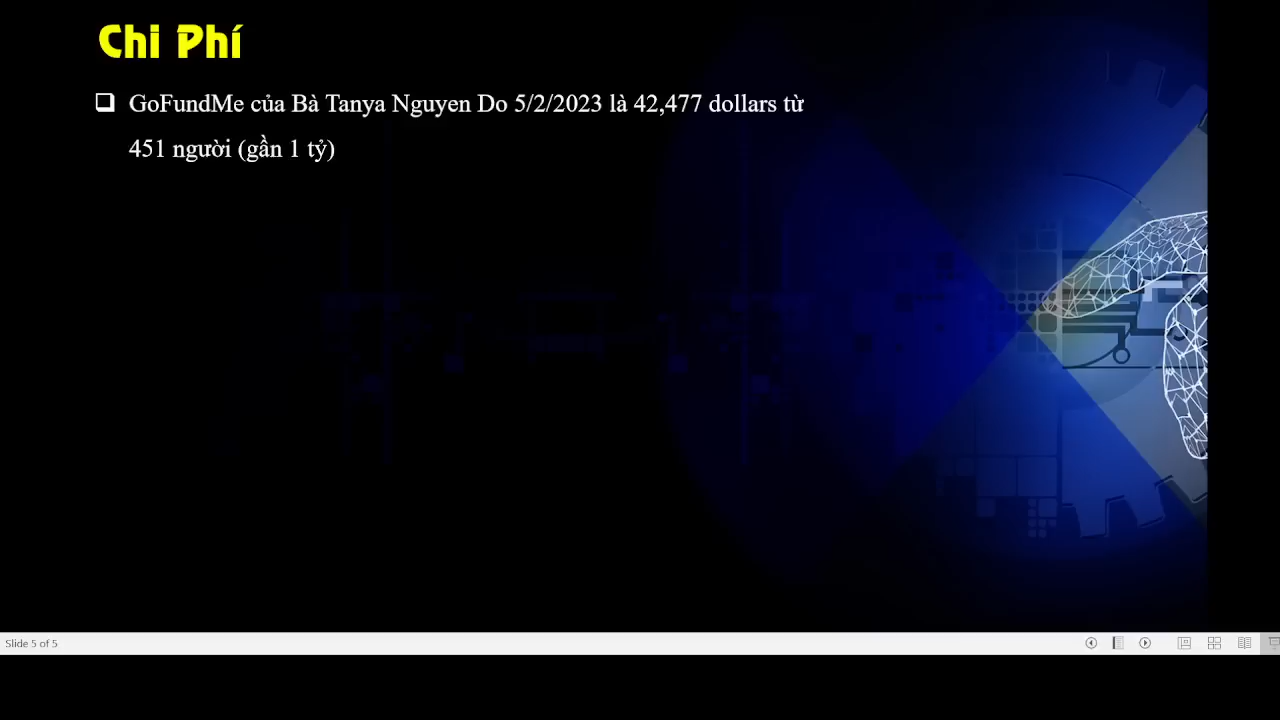 Chi Phí
GoFundMe của Bà Tanya Nguyen Do 5/2/2023 là 42,477 dollars từ
451 người (gần 1 tỷ)
Slide 5 of 5